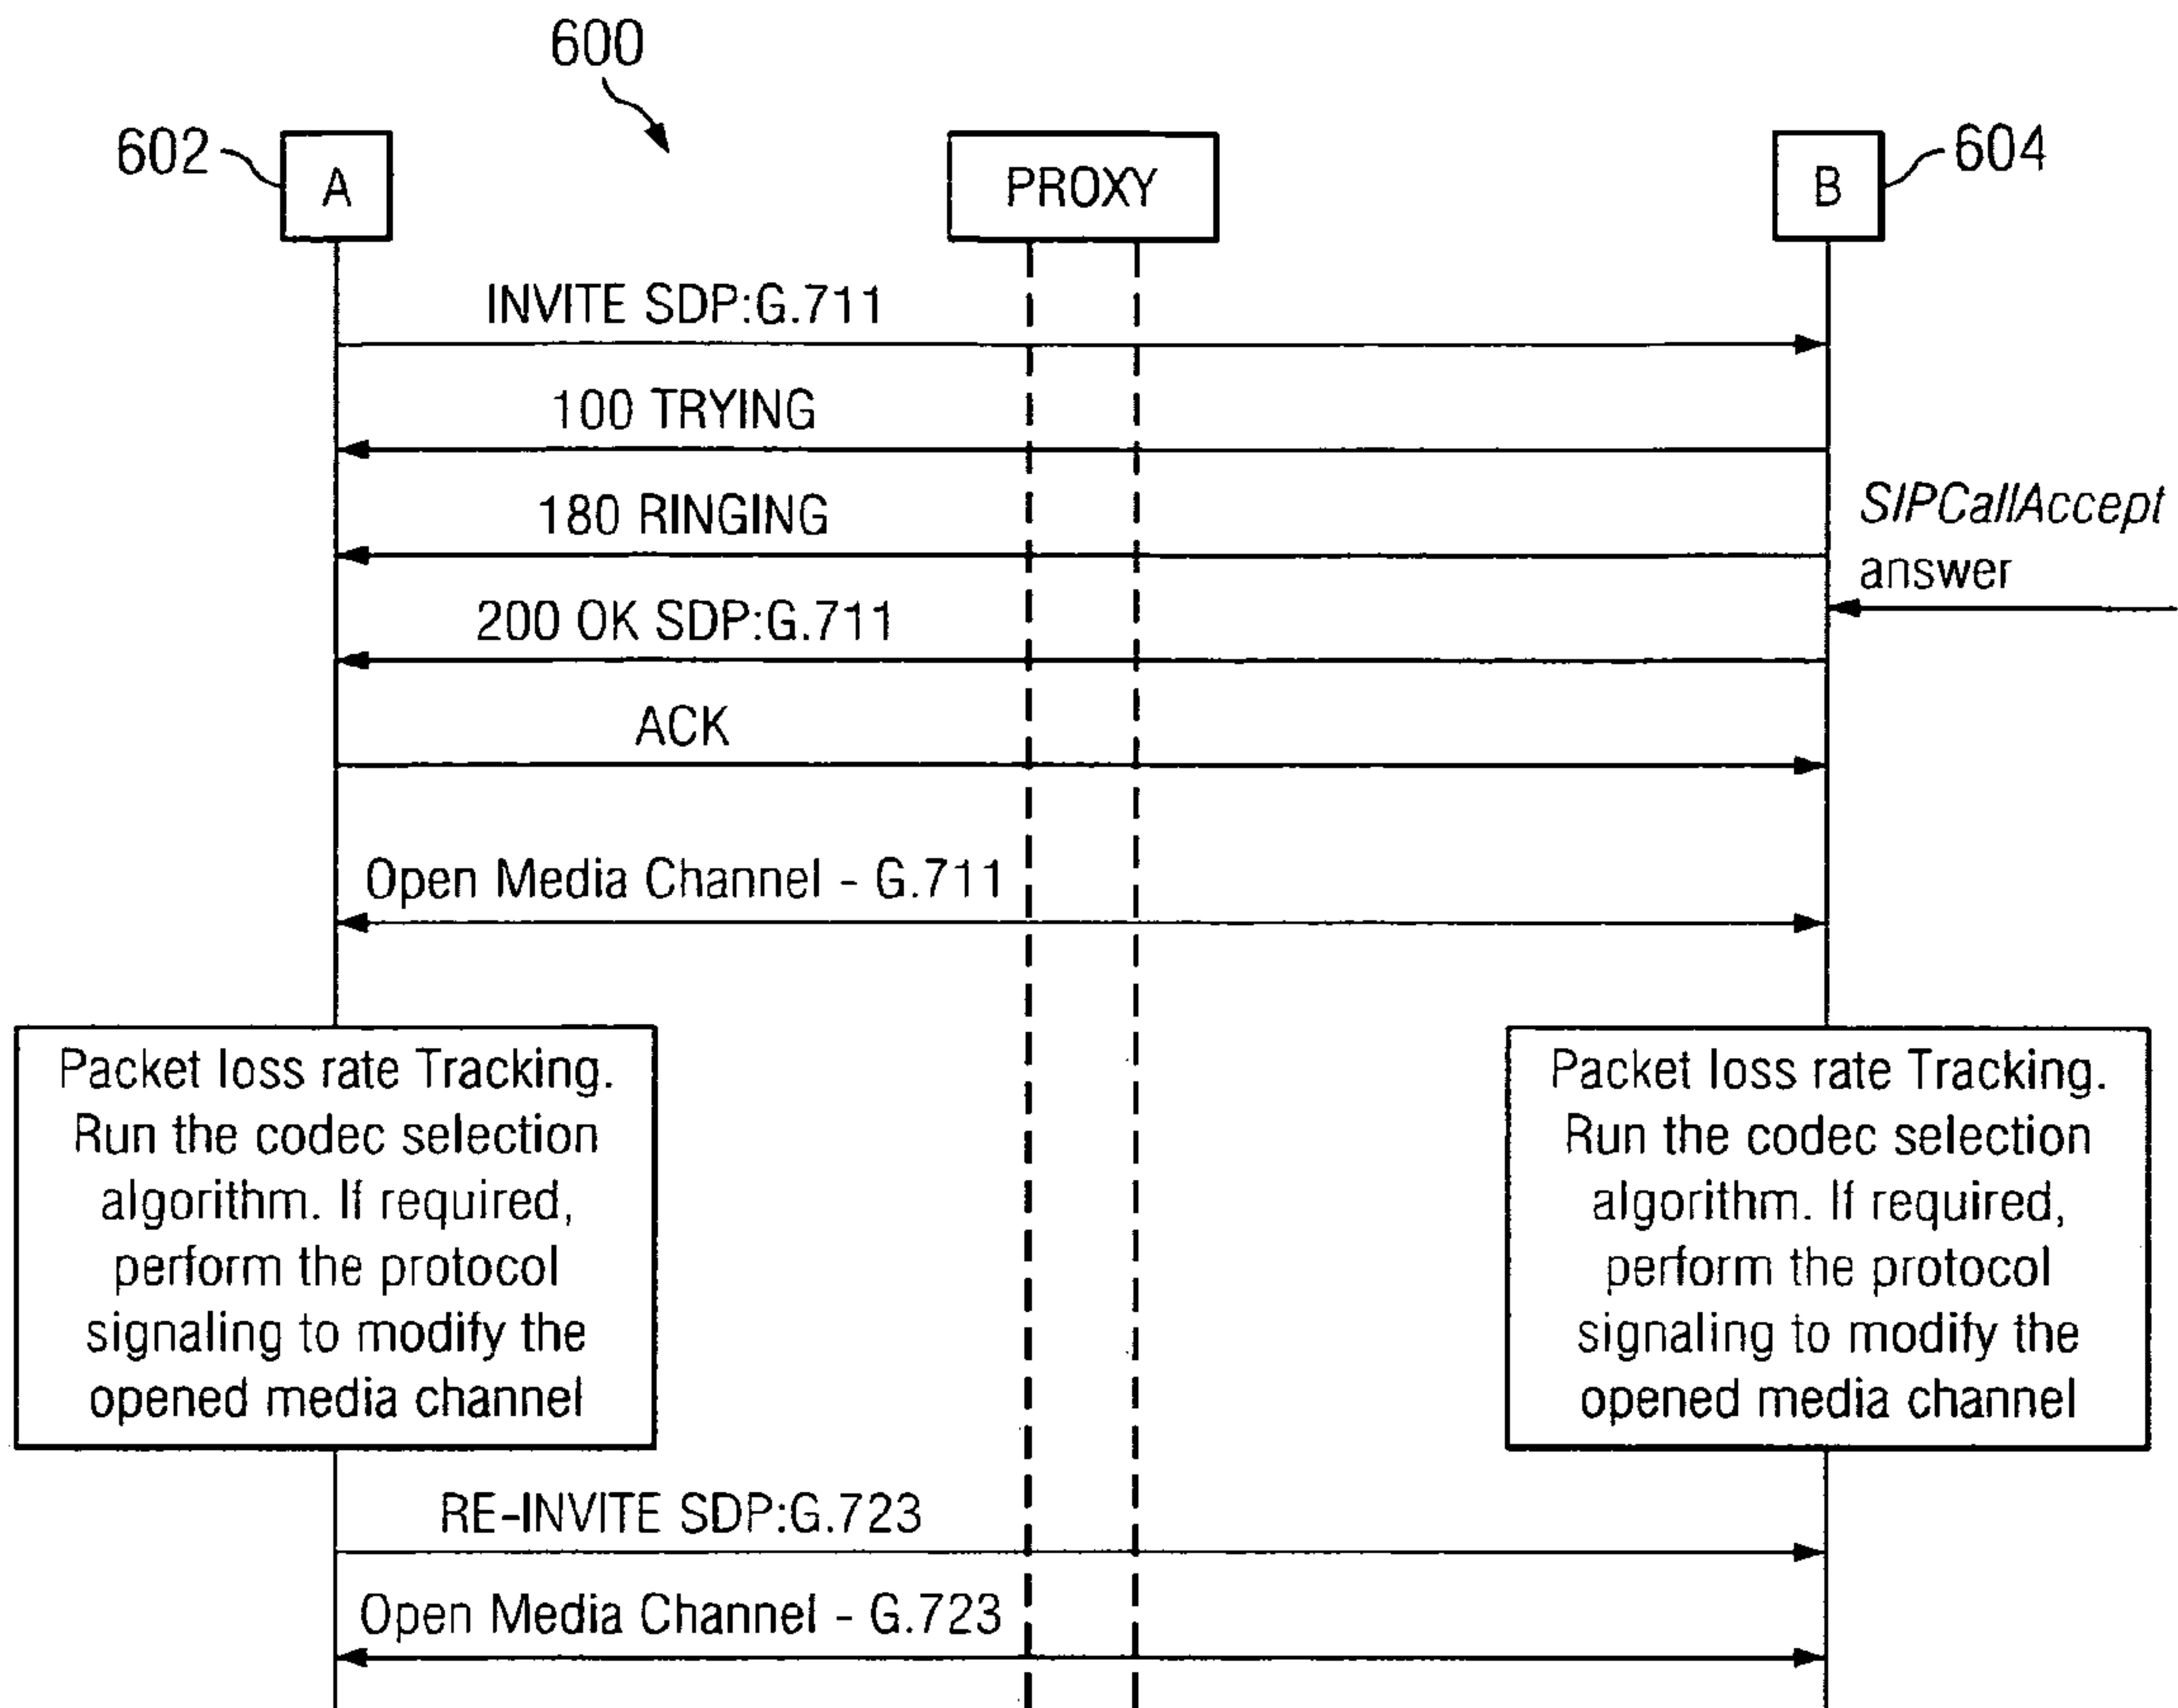 600
602
A
PROXY
B
604
INVITE SDP:G.711
100 TRYING
180 RINGING
SIPCallAccept
answer
200 OK SDP:G.711
ACK
Open Media Channel - G.711
Packet loss rate Tracking.
Run the codec selection
algorithm. If required,
perform the protocol
signaling to modify the
opened media channel
Packet loss rate Tracking.
Run the codec selection
algorithm. If required,
perform the protocol
signaling to modify the
opened media channel
RE-INVITE SDP:G.723
Open Media Channel - G.723